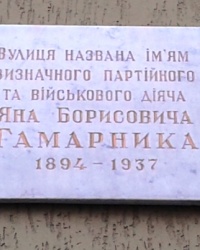 Вулиця названа ім'ям
визначного партійного
та військового діяча
Яна Борисовича
Гамарника
1894-1937